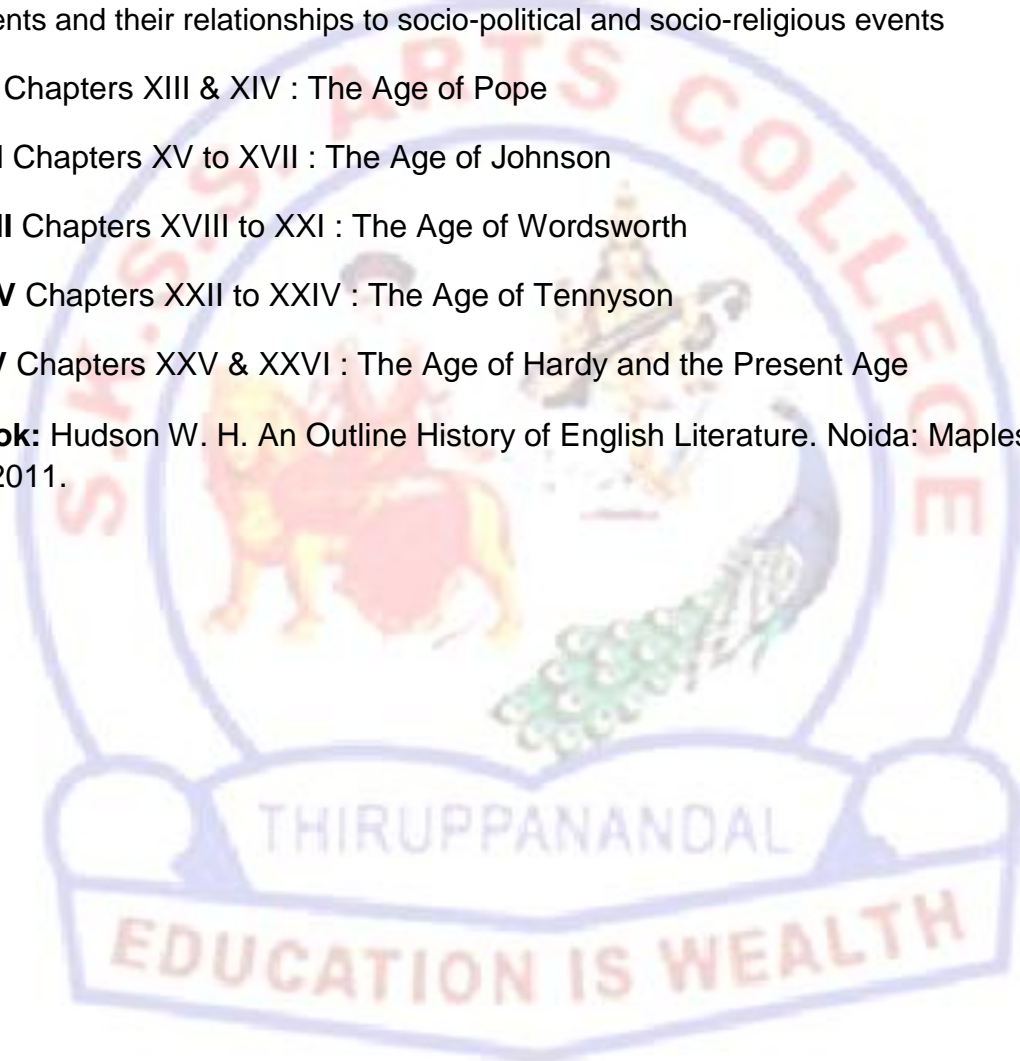 ents and their relationships to socio-political and socio-religious events
Chapters XIII & XIV : The Age of Pope
I Chapters XV to XVII : The Age of Johnson
II Chapters XVIII to XXI : The Age of Wordsworth
V Chapters XXII to XXIV : The Age of Tennyson
V Chapters XXV & XXVI : The Age of Hardy and the Present Age
ok: Hudson W. H. An Outline History of English Literature. Noida: Maples
2011.
S.K.S.S. ARTS COLLEGE
THIRUPPANANDAL
EDUCATION IS WEALTH